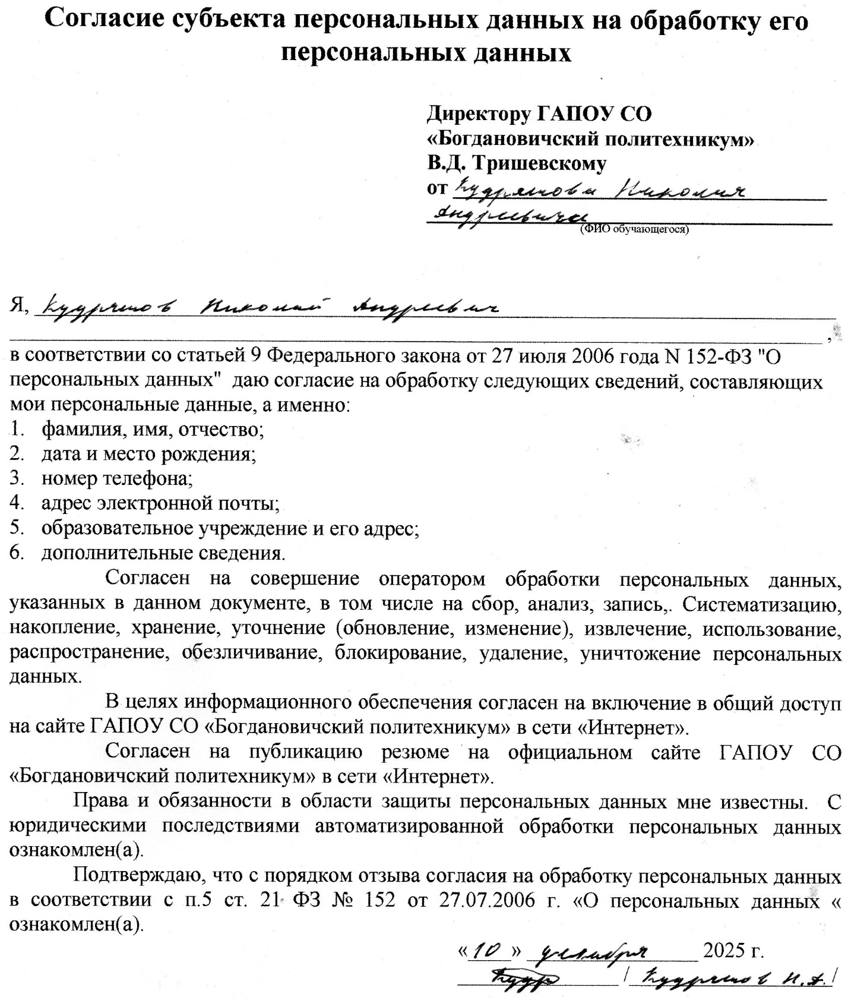 Согласие субъекта персональных данных на обработку его
персональных данных
Директору ГАПОУ СО
«Богдановичский политехникум»
В.Д. Тришевскому
от Кудряшова Николая
Андреевича
(ФИО обучающегося)
Я, Кудряшов Николай Андреевич
,
в соответствии со статьей 9 Федерального закона от 27 июля 2006 года N 152-ФЗ "О
персональных данных" даю согласие на обработку следующих сведений, составляющих
мои персональные данные, а именно:
1. фамилия, имя, отчество;
2. дата и место рождения;
3. номер телефона;
4. адрес электронной почты;
5. образовательное учреждение и его адрес;
6. дополнительные сведения.
Согласен на совершение оператором обработки персональных данных,
указанных в данном документе, в том числе на сбор, анализ, запись,. Систематизацию,
накопление, хранение, уточнение (обновление, изменение), извлечение, использование,
распространение, обезличивание, блокирование, удаление, уничтожение персональных
данных.
В целях информационного обеспечения согласен на включение в общий доступ
на сайте ГАПОУ СО «Богдановичский политехникум» в сети «Интернет».
Согласен на публикацию резюме на официальном сайте ГАПОУ СО
«Богдановичский политехникум» в сети «Интернет».
Права и обязанности в области защиты персональных данных мне известны. С
юридическими последствиями автоматизированной обработки персональных данных
ознакомлен(а).
Подтверждаю, что с порядком отзыва согласия на обработку персональных данных
в соответствии с п.5 ст. 21 ФЗ № 152 от 27.07.2006 г. «О персональных данных «
ознакомлен(а).
«10» декабря 2025 г.
Кудр / Кудряшов Н.А. /